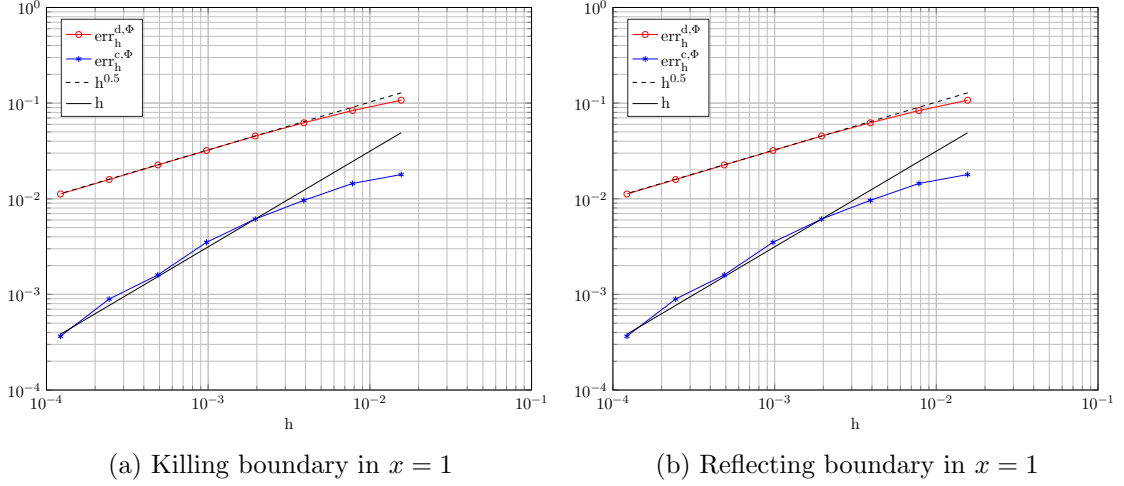 10^0
10^-1
10^-2
10^-3
10^-4
err_h^{d,Φ}
err_h^{c,Φ}
h^0.5
h
10^-4
10^-3
10^-2
10^-1
h
(a) Killing boundary in x = 1
10^0
10^-1
10^-2
10^-3
10^-4
err_h^{d,Φ}
err_h^{c,Φ}
h^0.5
h
10^-4
10^-3
10^-2
10^-1
h
(b) Reflecting boundary in x = 1